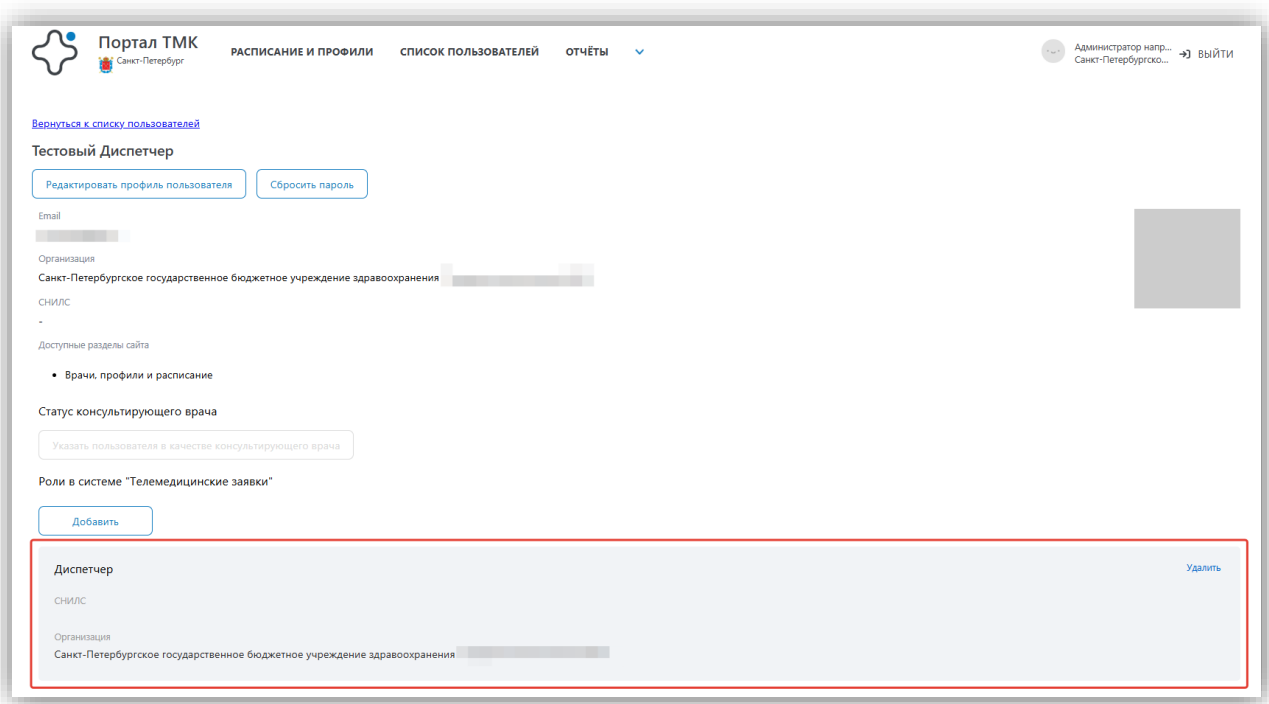 Портал ТМК
Санкт-Петербург
РАСПИСАНИЕ И ПРОФИЛИ СПИСОК ПОЛЬЗОВАТЕЛЕЙ ОТЧЁТЫ
Администратор напр...
Санкт-Петербургско...
ВЫЙТИ
Вернуться к списку пользователей
Тестовый Диспетчер
Редактировать профиль пользователя Сбросить пароль
Email
Организация
Санкт-Петербургское государственное бюджетное учреждение здравоохранения
СНИЛС
-
Доступные разделы сайта
• Врачи, профили и расписание
Статус консультирующего врача
Указать пользователя в качестве консультирующего врача
Роли в системе "Телемедицинские заявки"
Добавить
Диспетчер Удалить
СНИЛС
Организация
Санкт-Петербургское государственное бюджетное учреждение здравоохранения